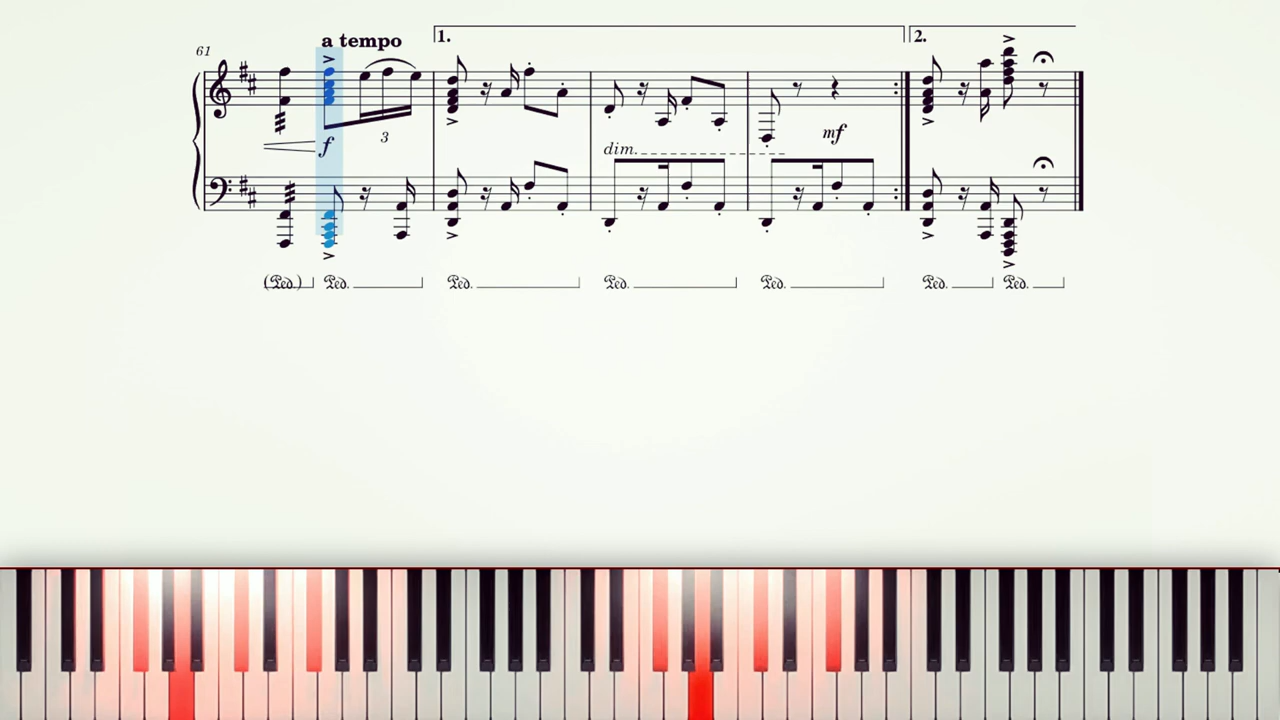 61
a tempo
1.
2.
3
f
dim.
mf
(Ped.) Ped. Ped. Ped. Ped. Ped. Ped.